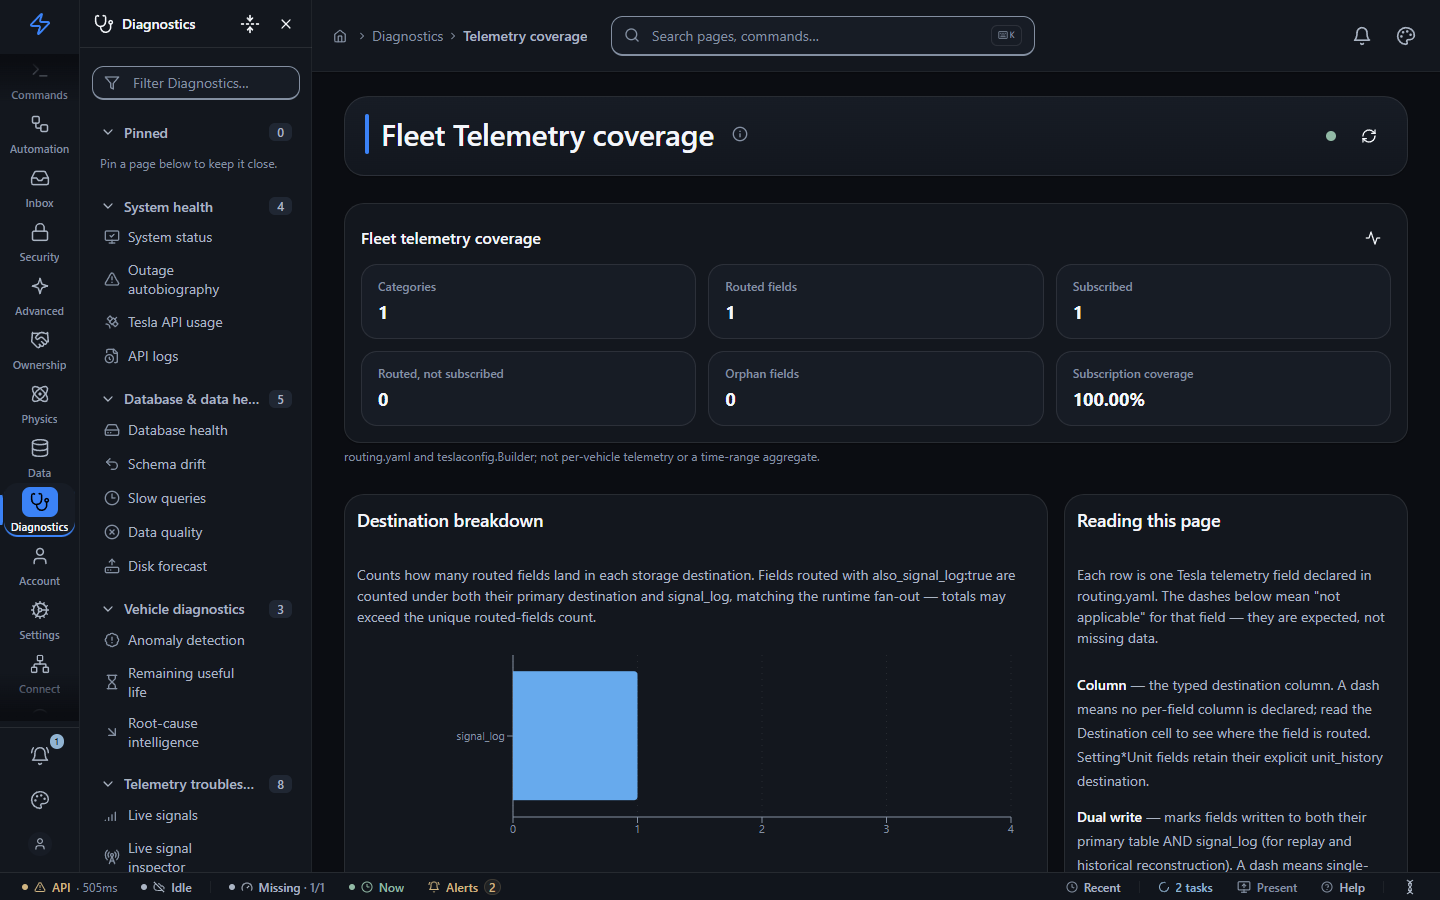 Commands
Automation
Inbox
Security
Advanced
Ownership
Physics
Data
Diagnostics
Account
Settings
Connect
1
Diagnostics
Filter Diagnostics...
Pinned 0
Pin a page below to keep it close.
System health 4
System status
Outage
autobiography
Tesla API usage
API logs
Database & data he... 5
Database health
Schema drift
Slow queries
Data quality
Disk forecast
Vehicle diagnostics 3
Anomaly detection
Remaining useful
life
Root-cause
intelligence
Telemetry troubles... 8
Live signals
Live signal
inspector
Diagnostics > Telemetry coverage
Search pages, commands... K
Fleet Telemetry coverage
Fleet telemetry coverage
Categories
1
Routed fields
1
Subscribed
1
Routed, not subscribed
0
Orphan fields
0
Subscription coverage
100.00%
routing.yaml and teslaconfig.Builder; not per-vehicle telemetry or a time-range aggregate.
Destination breakdown
Counts how many routed fields land in each storage destination. Fields routed with also_signal_log:true are
counted under both their primary destination and signal_log, matching the runtime fan-out — totals may
exceed the unique routed-fields count.
signal_log
0 1 2 3 4
Reading this page
Each row is one Tesla telemetry field declared in
routing.yaml. The dashes below mean "not
applicable" for that field — they are expected, not
missing data.
Column — the typed destination column. A dash
means no per-field column is declared; read the
Destination cell to see where the field is routed.
Setting*Unit fields retain their explicit unit_history
destination.
Dual write — marks fields written to both their
primary table AND signal_log (for replay and
historical reconstruction). A dash means single-
API · 505ms Idle Missing · 1/1 Now Alerts 2 Recent 2 tasks Present Help